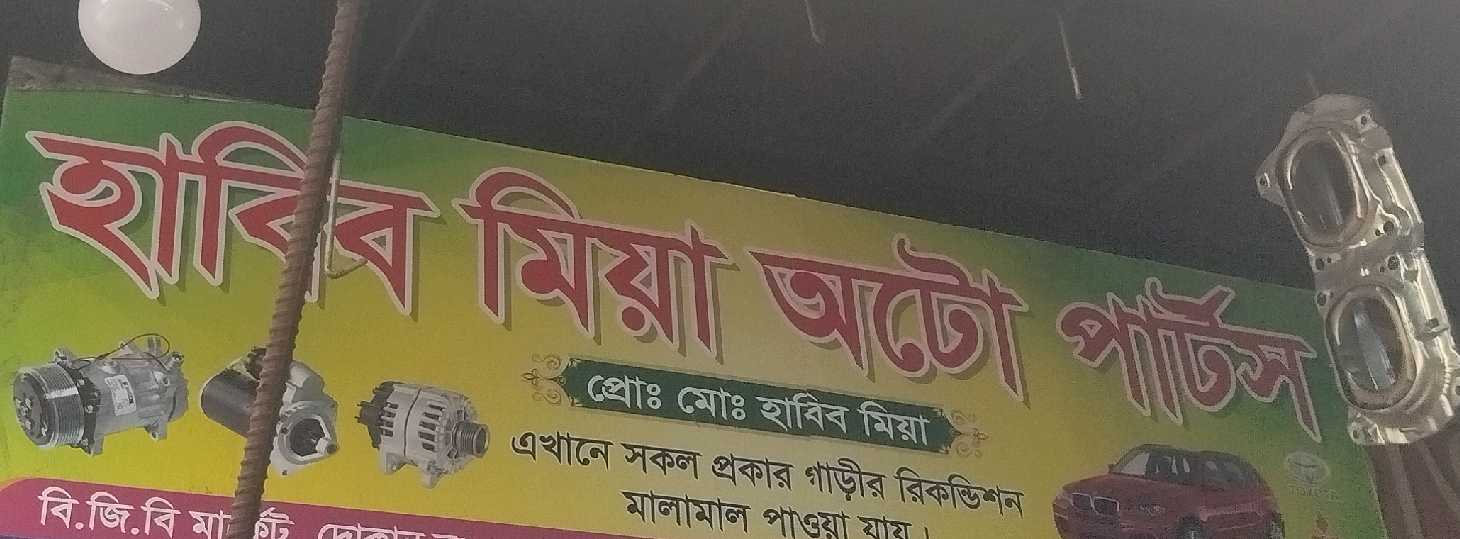 হাবিব মিয়া অটো পার্টস
প্রোঃ মোঃ হাবিব মিয়া
এখানে সকল প্রকার গাড়ীর রিকন্ডিশন
মালামাল পাওয়া যায়।
বি.জি.বি মার্কেট দোকান